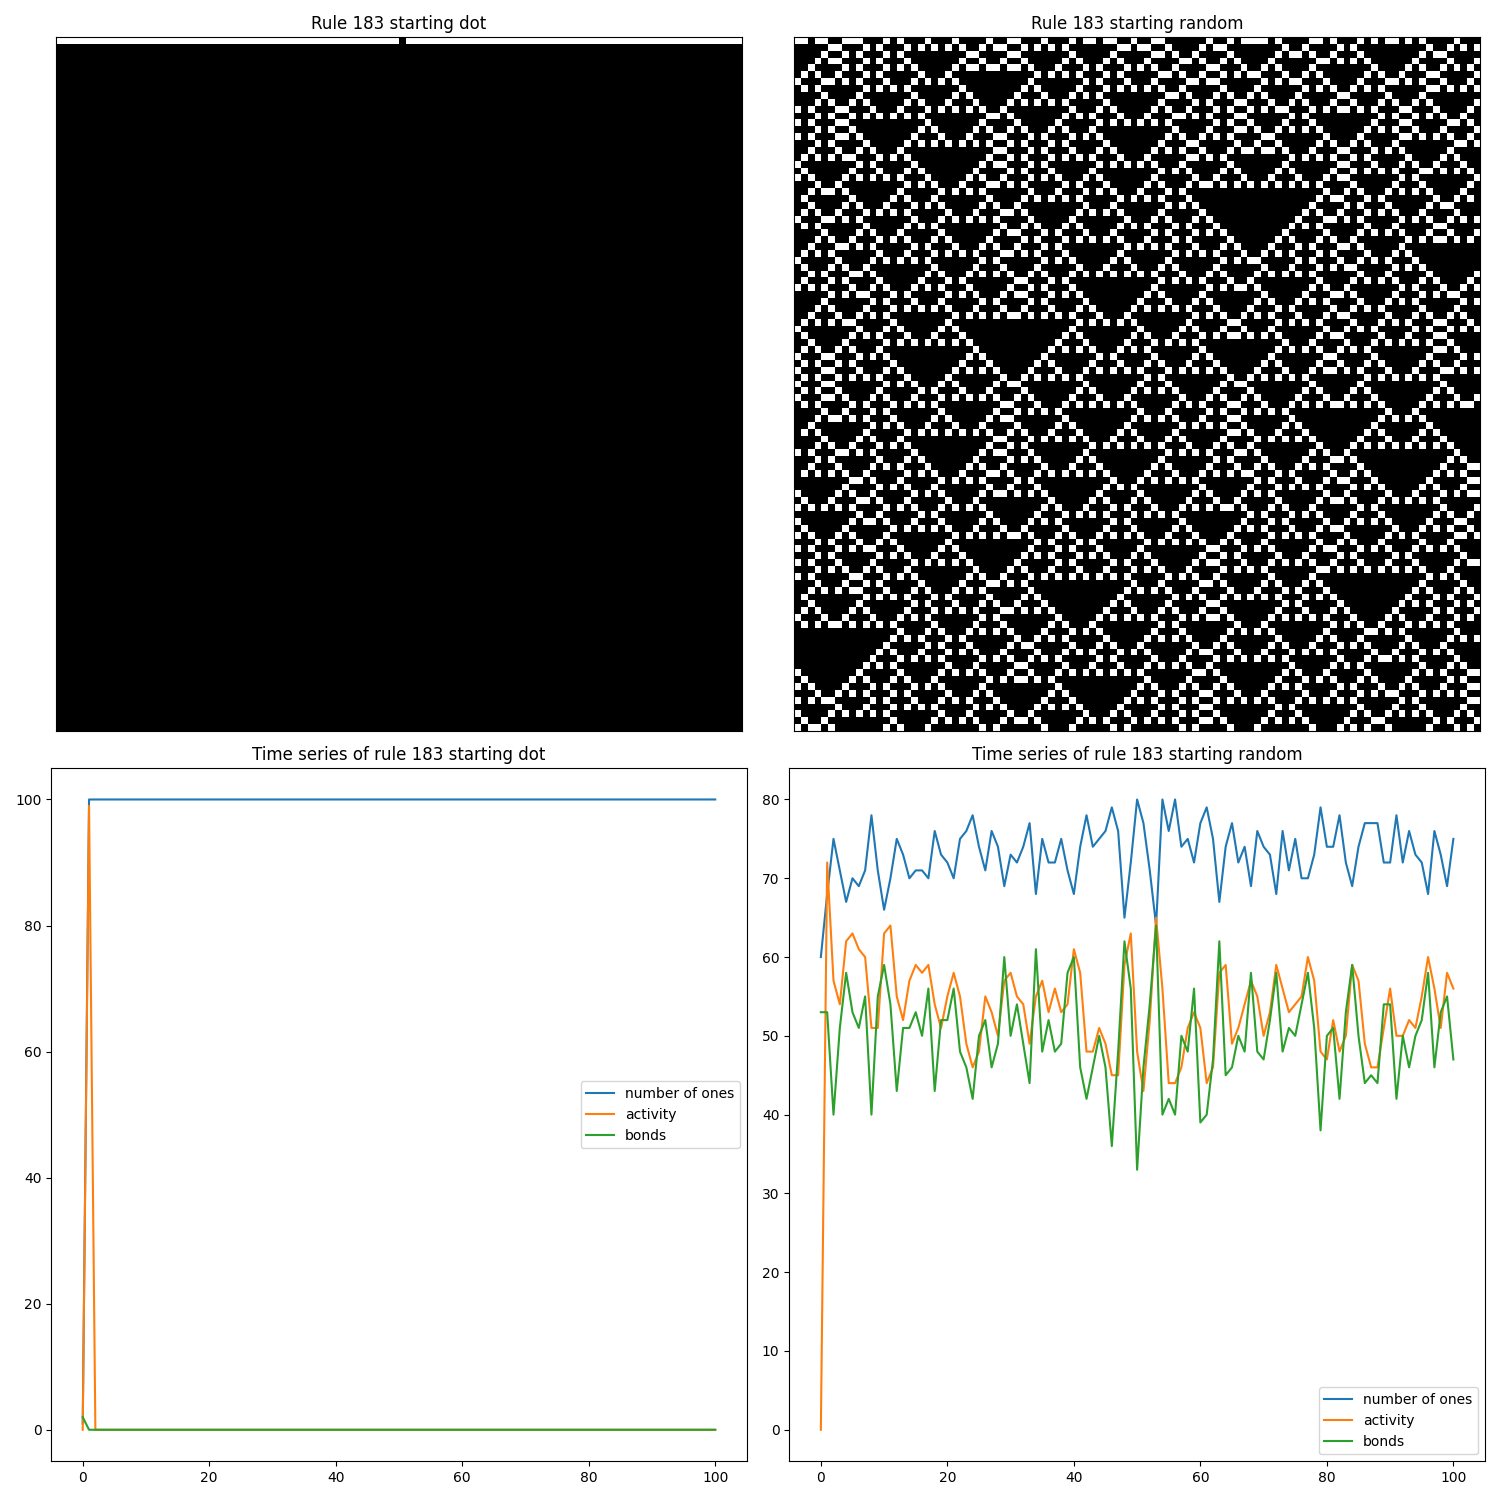 Rule 183 starting dot
Rule 183 starting random
Time series of rule 183 starting dot
100
80
60
40
20
0
0 20 40 60 80 100
number of ones
activity
bonds
Time series of rule 183 starting random
80
70
60
50
40
30
20
10
0
0 20 40 60 80 100
number of ones
activity
bonds